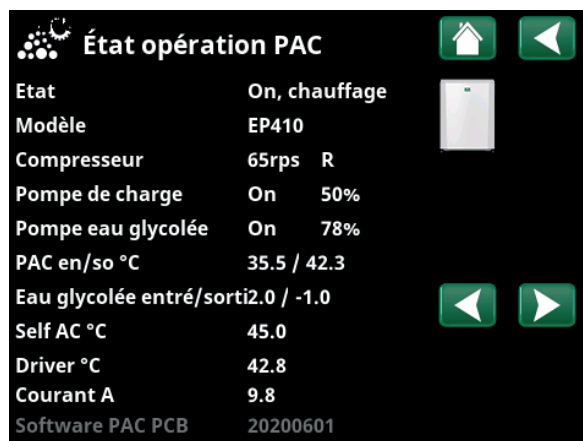 État opération PAC
Etat On, chauffage
Modèle EP410
Compresseur 65rps R
Pompe de charge On 50%
Pompe eau glycolée On 78%
PAC en/so °C 35.5 / 42.3
Eau glycolée entré/sorti2.0 / -1.0
Self AC °C 45.0
Driver °C 42.8
Courant A 9.8
Software PAC PCB 20200601